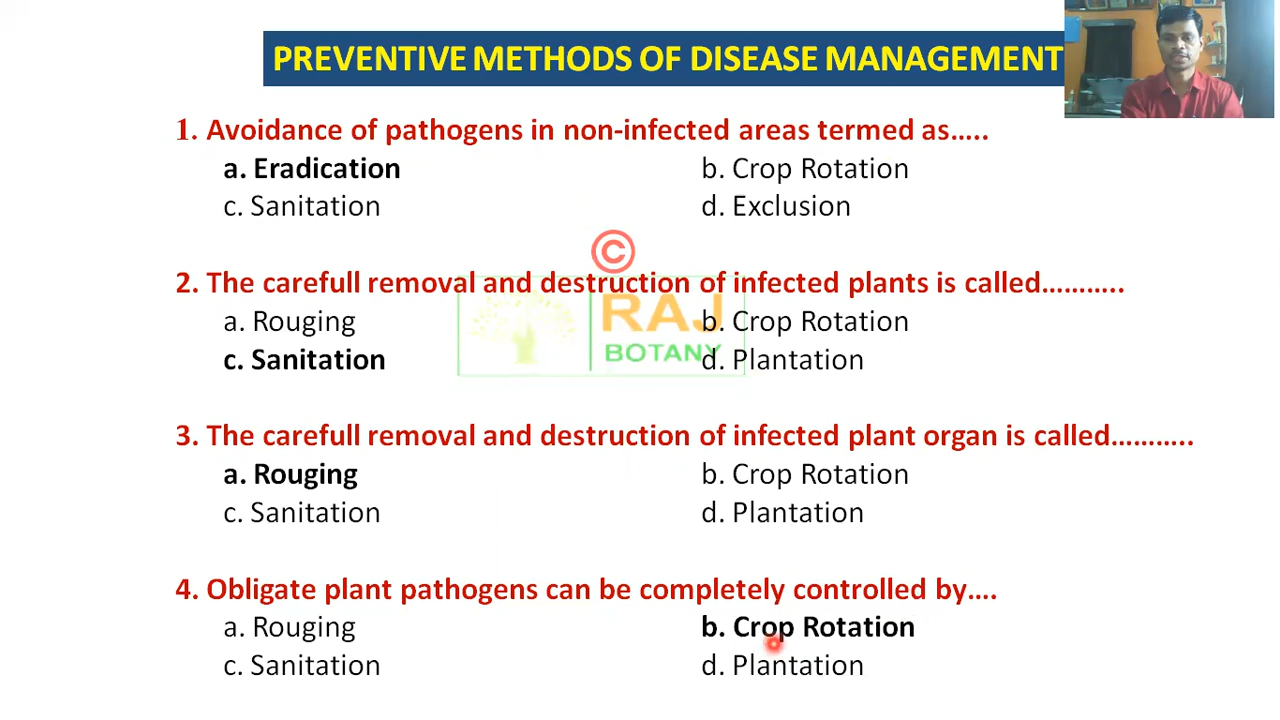 PREVENTIVE METHODS OF DISEASE MANAGEMENT
1. Avoidance of pathogens in non-infected areas termed as.....
a. Eradication b. Crop Rotation
c. Sanitation d. Exclusion
©
2. The carefull removal and destruction of infected plants is called...........
a. Rouging b. Crop Rotation
RAJ
BOTANY
c. Sanitation d. Plantation
3. The carefull removal and destruction of infected plant organ is called...........
a. Rouging b. Crop Rotation
c. Sanitation d. Plantation
4. Obligate plant pathogens can be completely controlled by....
a. Rouging b. Crop Rotation
c. Sanitation d. Plantation